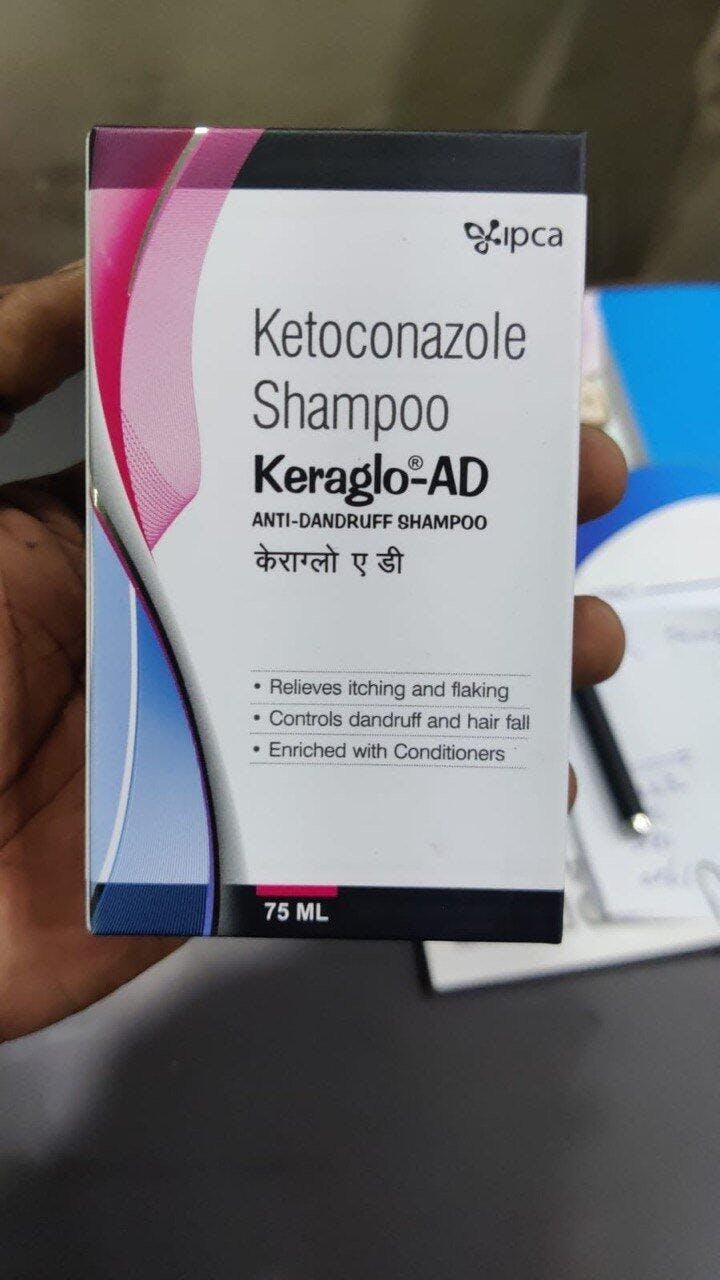 ipca
Ketoconazole
Shampoo
Keraglo®-AD
ANTI-DANDRUFF SHAMPOO
केराग्लो ए डी
• Relieves itching and flaking
• Controls dandruff and hair fall
• Enriched with Conditioners
75 ML